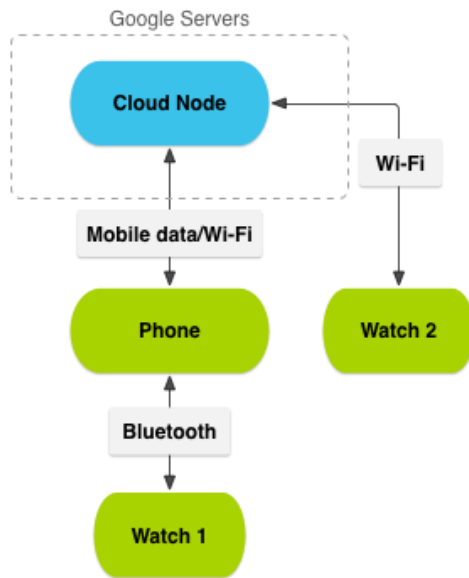 Google Servers
Cloud Node
Wi-Fi
Mobile data/Wi-Fi
Phone
Watch 2
Bluetooth
Watch 1